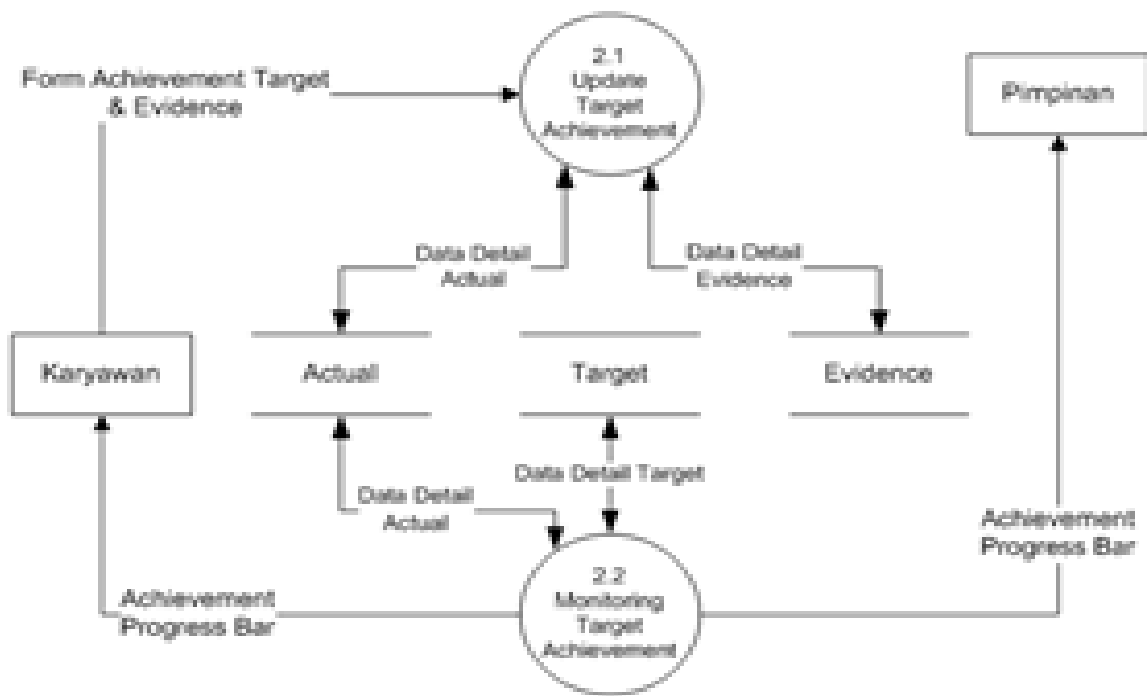 2.1
Update
Target
Achievement
Form Achievement Target
& Evidence
Pimpinan
Data Detail
Actual
Data Detail
Evidence
Karyawan
Actual
Target
Evidence
Data Detail Target
Data Detail
Actual
Achievement
Progress Bar
2.2
Monitoring
Target
Achievement
Achievement
Progress Bar